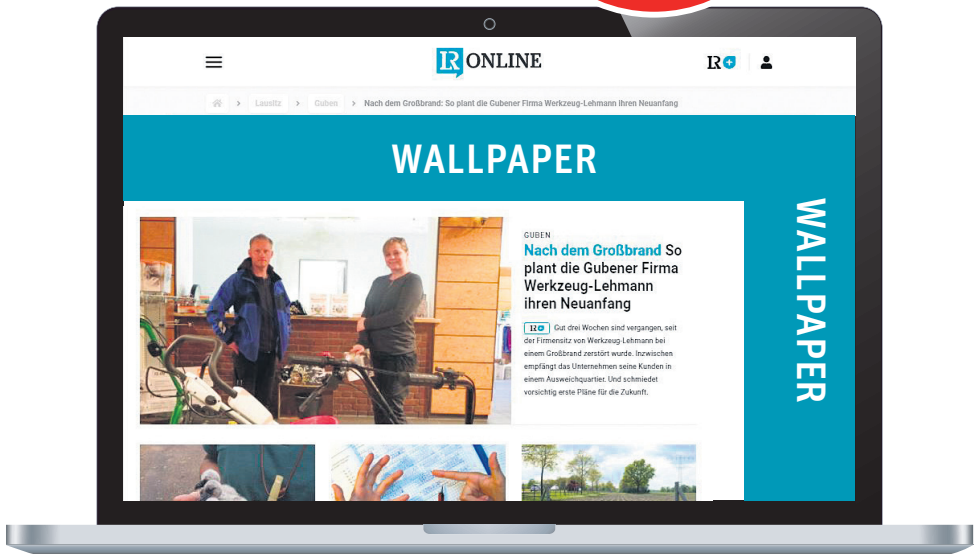 LR ONLINE
LR+
Lausitz > Guben > Nach dem Großbrand: So plant die Gubener Firma Werkzeug-Lehmann ihren Neuanfang
WALLPAPER
WALLPAPER
GUBEN
Nach dem Großbrand So
plant die Gubener Firma
Werkzeug-Lehmann
ihren Neuanfang
LR+ Gut drei Wochen sind vergangen, seit
der Firmensitz von Werkzeug-Lehmann bei
einem Großbrand zerstört wurde. Inzwischen
empfängt das Unternehmen seine Kunden in
einem Ausweichquartier. Und schmiedet
vorsichtig erste Pläne für die Zukunft.